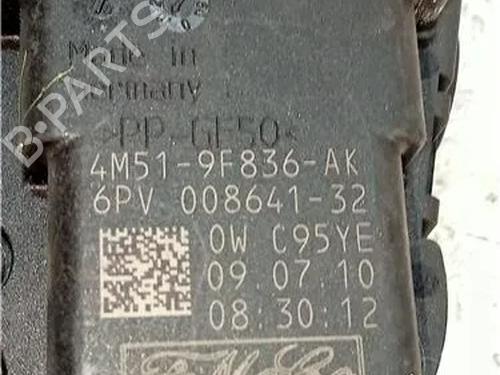 Made in
Germany
>PP-GF50<
4M51-9F836-AK
6PV 008641-32
0W C95YE
09.07.10
08:30:12
FoMoCo
B-PARTS